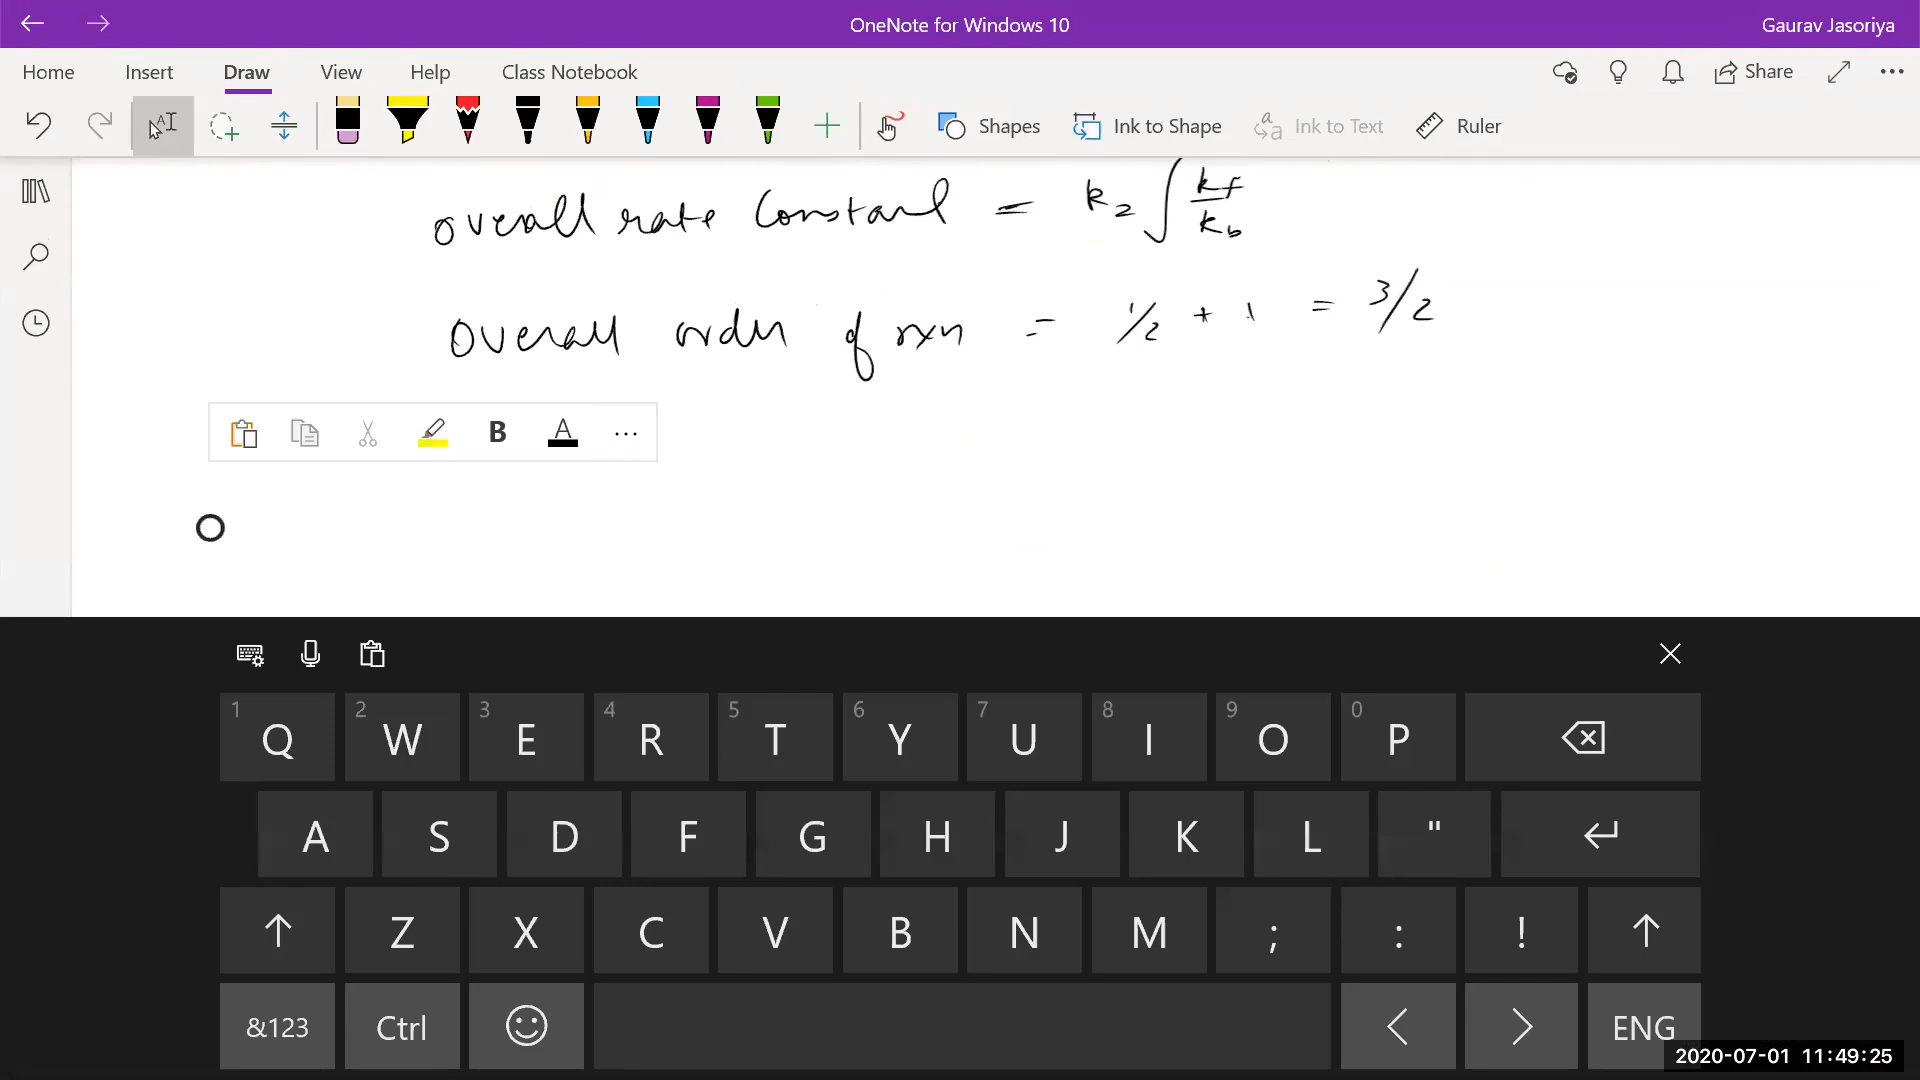 OneNote for Windows 10 Gaurav Jasoriya
Home Insert Draw View Help Class Notebook Share
Shapes Ink to Shape Ink to Text Ruler
overall rate constant = k2 ∫ kf/kb
overall order of rxn = 1/2 + 1 = 3/2
B A ...
1 Q 2 W 3 E 4 R 5 T 6 Y 7 U 8 I 9 O 0 P
A S D F G H J K L "
Z X C V B N M ; : !
&123 Ctrl < > ENG
2020-07-01 11:49:25